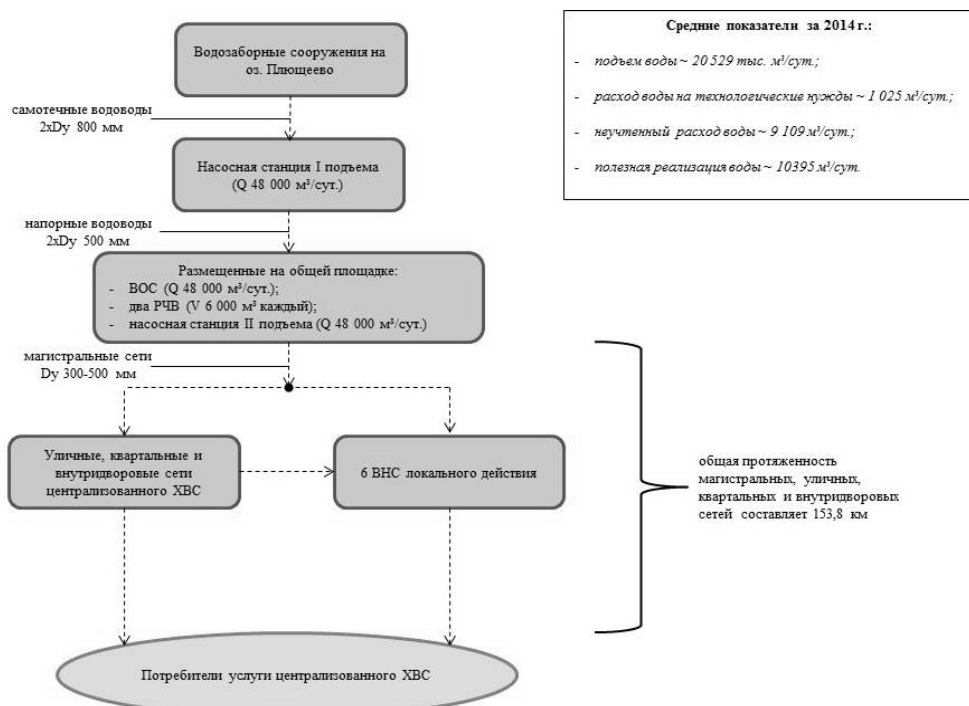 Водозаборные сооружения на
оз. Плющеево
самотечные водоводы
2хDy 800 мм
Насосная станция I подъема
(Q 48 000 м³/сут.)
напорные водоводы
2хDy 500 мм
Размещенные на общей площадке:
- ВОС (Q 48 000 м³/сут.);
- два РЧВ (V 6 000 м³ каждый);
- насосная станция II подъема (Q 48 000 м³/сут.)
магистральные сети
Dy 300-500 мм
Уличные, квартальные и
внутридворовые сети
централизованного ХВС
6 ВНС локального действия
Потребители услуги централизованного ХВС
Средние показатели за 2014 г.:
- подъем воды ~ 20 529 тыс. м³/сут.;
- расход воды на технологические нужды ~ 1 025 м³/сут.;
- неучтенный расход воды ~ 9 109 м³/сут.;
- полезная реализация воды ~ 10395 м³/сут.
общая протяженность
магистральных, уличных,
квартальных и внутридворовых
сетей составляет 153,8 км